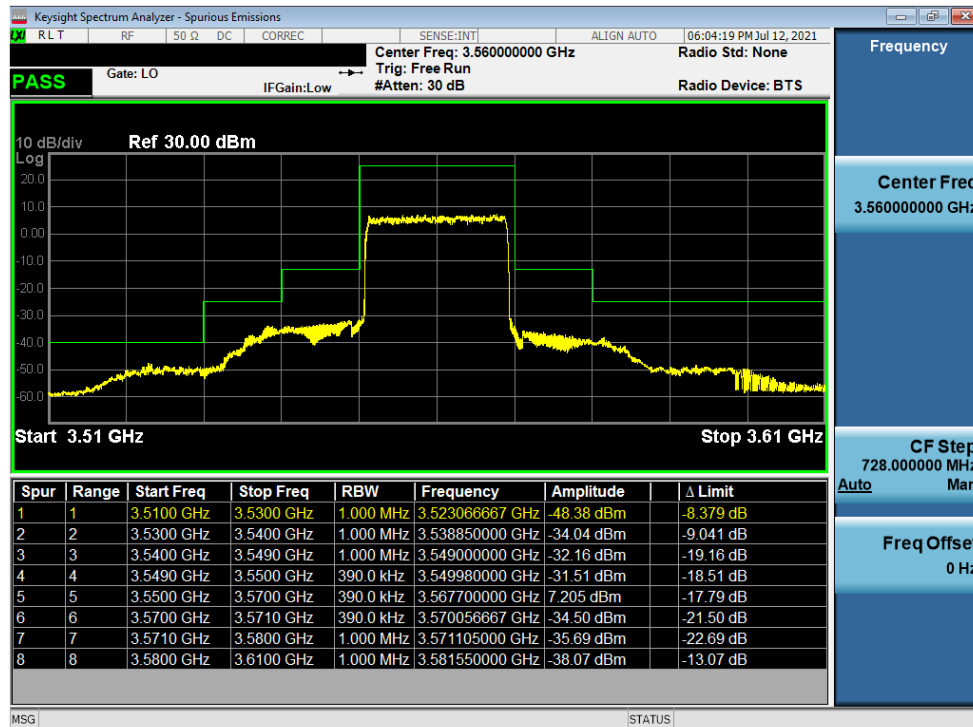 Keysight Spectrum Analyzer - Spurious Emissions
LXI RLT RF 50 Ω DC CORREC SENSE:INT ALIGN AUTO 06:04:19 PM Jul 12, 2021
Center Freq: 3.560000000 GHz Radio Std: None
Trig: Free Run
PASS Gate: LO IFGain:Low #Atten: 30 dB Radio Device: BTS
10 dB/div Ref 30.00 dBm
Log
20.0
10.0
0.00
-10.0
-20.0
-30.0
-40.0
-50.0
-60.0
Start 3.51 GHz Stop 3.61 GHz
Spur Range Start Freq Stop Freq RBW Frequency Amplitude Δ Limit
1 1 3.5100 GHz 3.5300 GHz 1.000 MHz 3.523066667 GHz -48.38 dBm -8.379 dB
2 2 3.5300 GHz 3.5400 GHz 1.000 MHz 3.538850000 GHz -34.04 dBm -9.041 dB
3 3 3.5400 GHz 3.5490 GHz 1.000 MHz 3.549000000 GHz -32.16 dBm -19.16 dB
4 4 3.5490 GHz 3.5500 GHz 390.0 kHz 3.549980000 GHz -31.51 dBm -18.51 dB
5 5 3.5500 GHz 3.5700 GHz 390.0 kHz 3.567700000 GHz 7.205 dBm -17.79 dB
6 6 3.5700 GHz 3.5710 GHz 390.0 kHz 3.570056667 GHz -34.50 dBm -21.50 dB
7 7 3.5710 GHz 3.5800 GHz 1.000 MHz 3.571105000 GHz -35.69 dBm -22.69 dB
8 8 3.5800 GHz 3.6100 GHz 1.000 MHz 3.581550000 GHz -38.07 dBm -13.07 dB
MSG STATUS
Frequency
Center Freq
3.560000000 GHz
CF Step
728.000000 MHz
Auto Man
Freq Offset
0 Hz